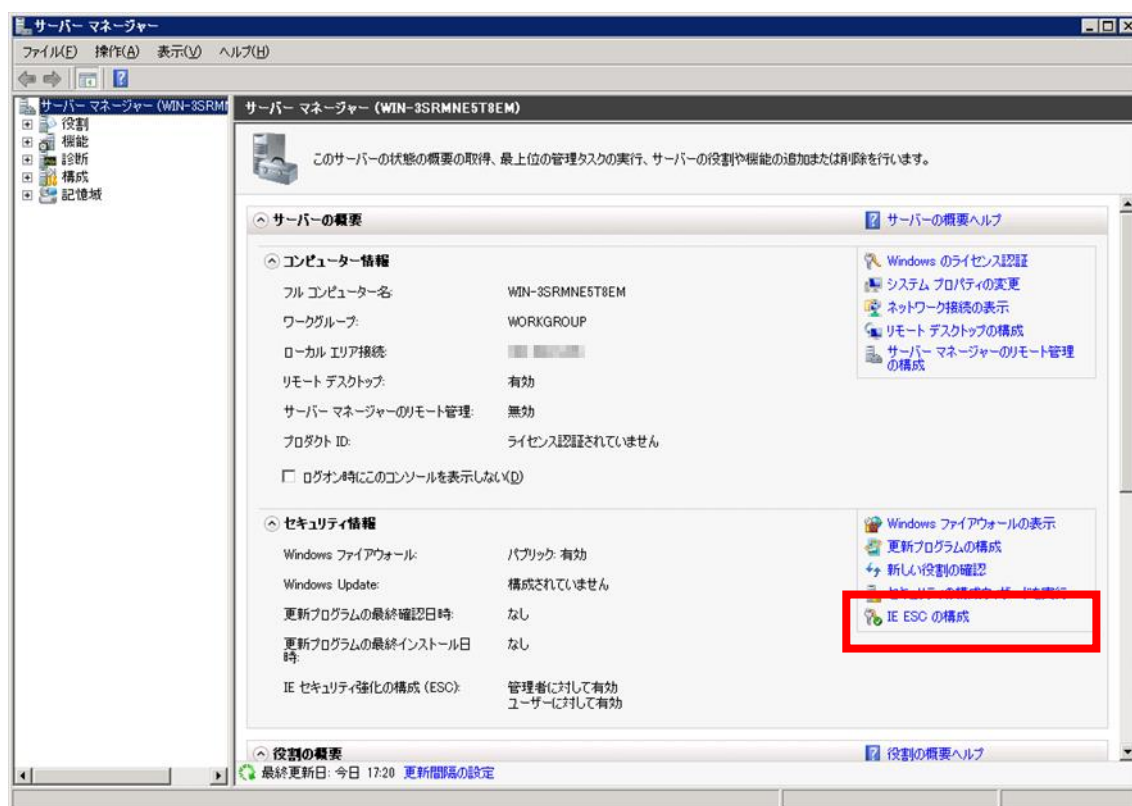 サーバー マネージャー
ファイル(F) 操作(A) 表示(V) ヘルプ(H)
サーバー マネージャー (WIN-3SRMN
役割
機能
診断
構成
記憶域
サーバー マネージャー (WIN-3SRMNE5T8EM)
このサーバーの状態の概要の取得、最上位の管理タスクの実行、サーバーの役割や機能の追加または削除を行います。
サーバーの概要
サーバーの概要ヘルプ
コンピューター情報
フル コンピューター名: WIN-3SRMNE5T8EM
ワークグループ: WORKGROUP
ローカル エリア接続:
リモート デスクトップ: 有効
サーバー マネージャーのリモート管理: 無効
プロダクト ID: ライセンス認証されていません
ログオン時にこのコンソールを表示しない(D)
Windows のライセンス認証
システム プロパティの変更
ネットワーク接続の表示
リモート デスクトップの構成
サーバー マネージャーのリモート管理
の構成
セキュリティ情報
Windows ファイアウォール: パブリック: 有効
Windows Update: 構成されていません
更新プログラムの最終確認日時: なし
更新プログラムの最終インストール日
時: なし
IE セキュリティ強化の構成 (ESC): 管理者に対して有効
ユーザーに対して有効
Windows ファイアウォールの表示
更新プログラムの構成
新しい役割の確認
セキュリティの構成ウィザードを実行
IE ESC の構成
役割の概要
役割の概要ヘルプ
最終更新日: 今日 17:20 更新間隔の設定